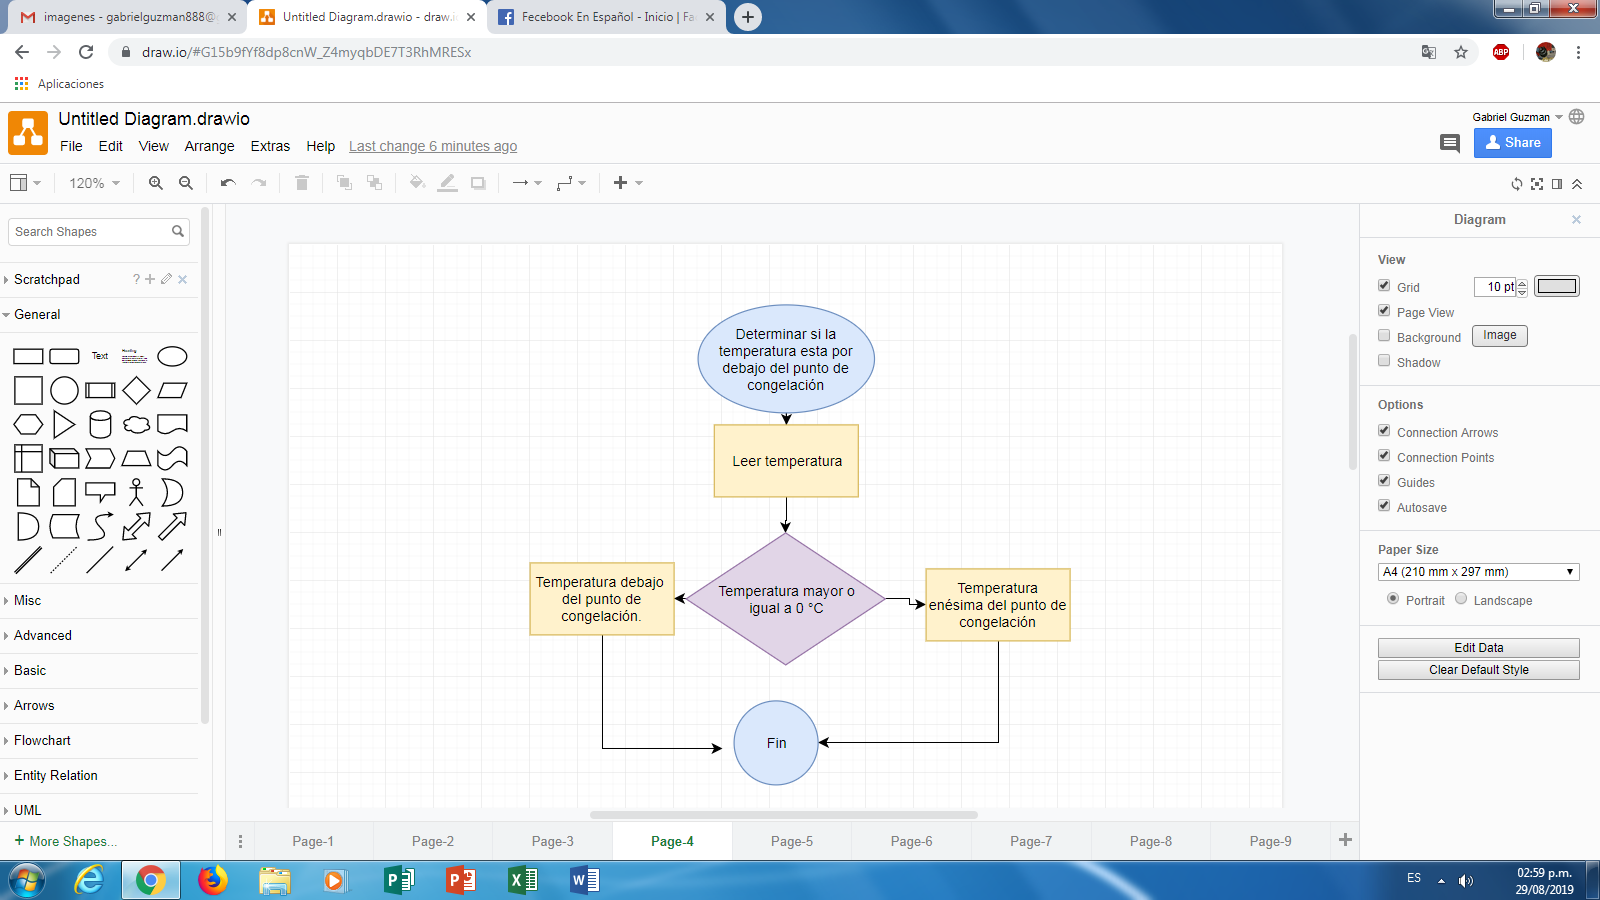 imagenes - gabrielguzman888@
Untitled Diagram.drawio - draw.i
Fecebook En Español - Inicio | Fa
draw.io/#G15b9fYf8dp8cnW_Z4myqbDE7T3RhMRESx
ABP
Aplicaciones
Untitled Diagram.drawio
Gabriel Guzman
File Edit View Arrange Extras Help Last change 6 minutes ago
Share
120%
Search Shapes
Diagram
Scratchpad
?
General
Text
Heading
Misc
Advanced
Basic
Arrows
Flowchart
Entity Relation
UML
+ More Shapes...
Determinar si la
temperatura esta por
debajo del punto de
congelación
Leer temperatura
Temperatura mayor o
igual a 0 °C
Temperatura debajo
del punto de
congelación.
Temperatura
enésima del punto de
congelación
Fin
View
Grid
10 pt
Page View
Background
Image
Shadow
Options
Connection Arrows
Connection Points
Guides
Autosave
Paper Size
A4 (210 mm x 297 mm)
Portrait
Landscape
Edit Data
Clear Default Style
Page-1 Page-2 Page-3 Page-4 Page-5 Page-6 Page-7 Page-8 Page-9
ES
02:59 p.m.
29/08/2019